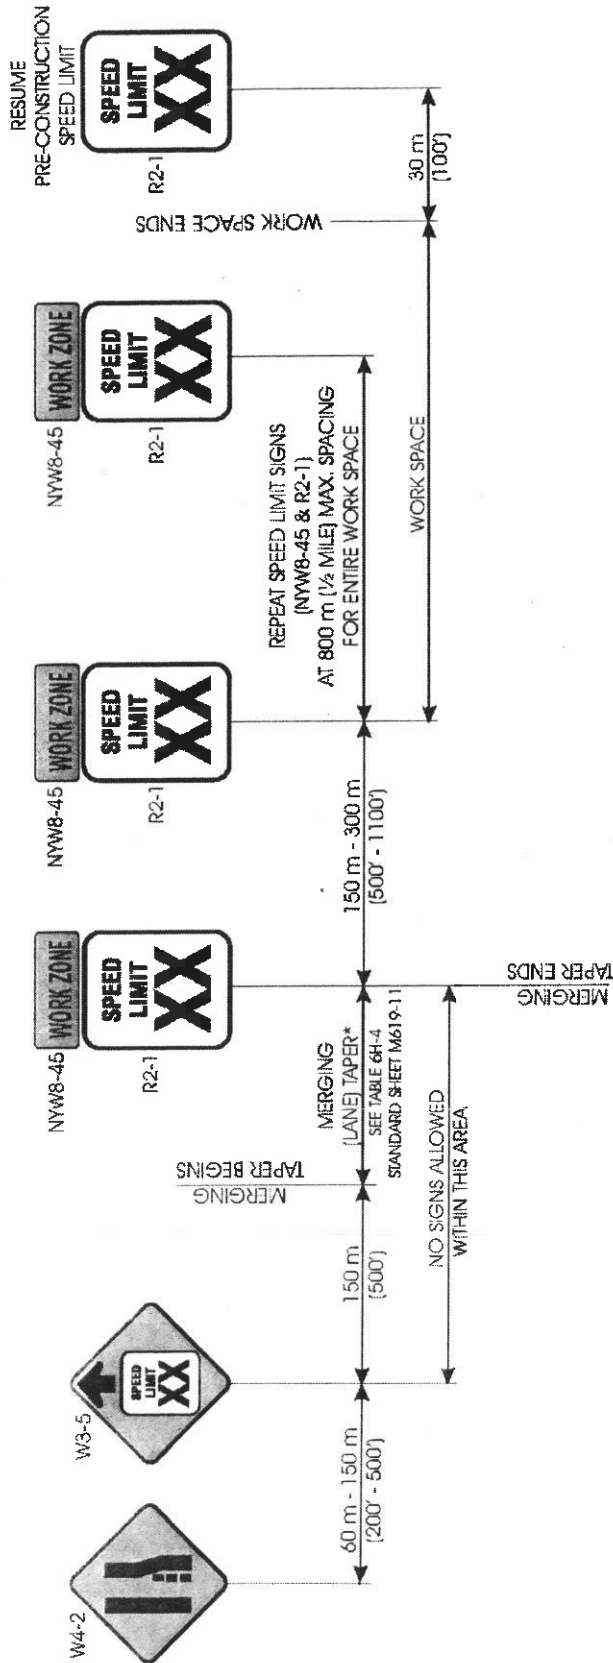 W4-2
W3-5
SPEED
LIMIT
XX
NYW8-45
WORK ZONE
SPEED
LIMIT
XX
R2-1
NYW8-45
WORK ZONE
SPEED
LIMIT
XX
R2-1
NYW8-45
WORK ZONE
SPEED
LIMIT
XX
R2-1
RESUME
PRE-CONSTRUCTION
SPEED LIMIT
SPEED
LIMIT
XX
R2-1
60 m - 150 m
(200' - 500')
150 m
(500')
MERGING
TAPER BEGINS
MERGING
(LANE) TAPER*
SEE TABLE 6H-4
STANDARD SHEET M619-11
NO SIGNS ALLOWED
WITHIN THIS AREA
MERGING
TAPER ENDS
150 m - 300 m
(500' - 1100')
REPEAT SPEED LIMIT SIGNS
(NYW8-45 & R2-1)
AT 800 m (½ MILE) MAX. SPACING
FOR ENTIRE WORK SPACE
WORK SPACE
WORK SPACE ENDS
30 m
(100')